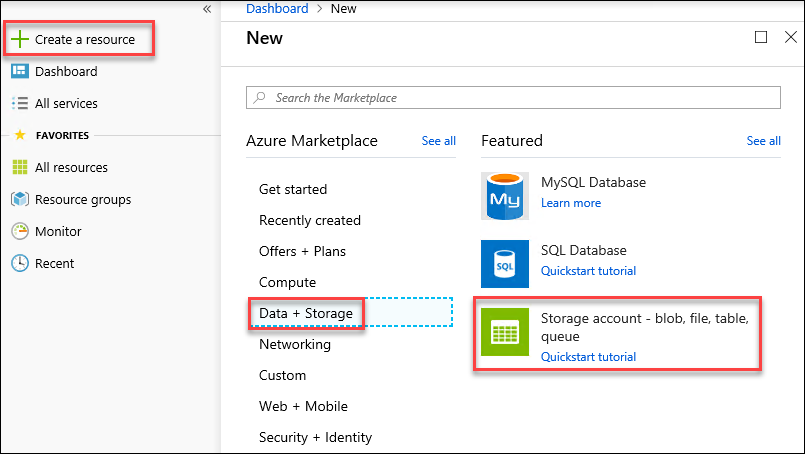 «
Create a resource
Dashboard
All services
FAVORITES
All resources
Resource groups
Monitor
Recent
Dashboard > New
New
Search the Marketplace
Azure Marketplace See all
Get started
Recently created
Offers + Plans
Compute
Data + Storage
Networking
Custom
Web + Mobile
Security + Identity
Featured See all
My
MySQL Database
Learn more
SQL
SQL Database
Quickstart tutorial
Storage account - blob, file, table,
queue
Quickstart tutorial